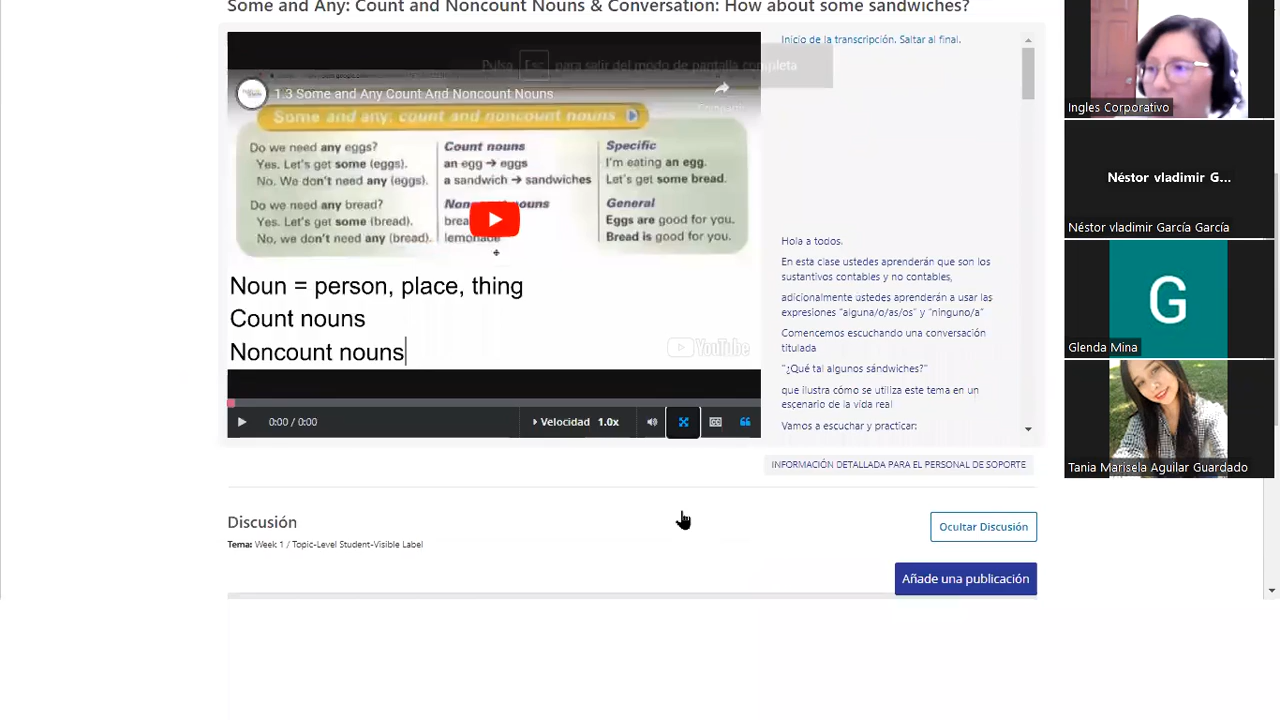 Some and Any: Count and Noncount Nouns & Conversation: How about some sandwiches?
Pulsa Esc para salir del modo de pantalla completa
1.3 Some and Any Count And Noncount Nouns
Some and any: count and noncount nouns
Do we need any eggs?
Yes. Let's get some (eggs).
No. We don't need any (eggs).
Do we need any bread?
Yes. Let's get some (bread).
No, we don't need any (bread).
Count nouns
an egg → eggs
a sandwich → sandwiches
lemonade
Specific
I'm eating an egg.
Let's get some bread.
General
Eggs are good for you.
Bread is good for you.
Noun = person, place, thing
Count nouns
Noncount nouns
YouTube
0:00 / 0:00
Velocidad 1.0x
Inicio de la transcripción. Saltar al final.
Hola a todos.
En esta clase ustedes aprenderán que son los
sustantivos contables y no contables,
adicionalmente ustedes aprenderán a usar las
expresiones "alguna/o/as/os" y "ninguno/a"
Comencemos escuchando una conversación
titulada
"¿Qué tal algunos sándwiches?"
que ilustra cómo se utiliza este tema en un
escenario de la vida real
Vamos a escuchar y practicar:
INFORMACIÓN DETALLADA PARA EL PERSONAL DE SOPORTE
Discusión
Tema: Week 1 / Topic-Level Student-Visible Label
Ocultar Discusión
Añade una publicación
Ingles Corporativo
Néstor vladimir G...
Néstor vladimir García García
G
Glenda Mina
Tania Marisela Aguilar Guardado